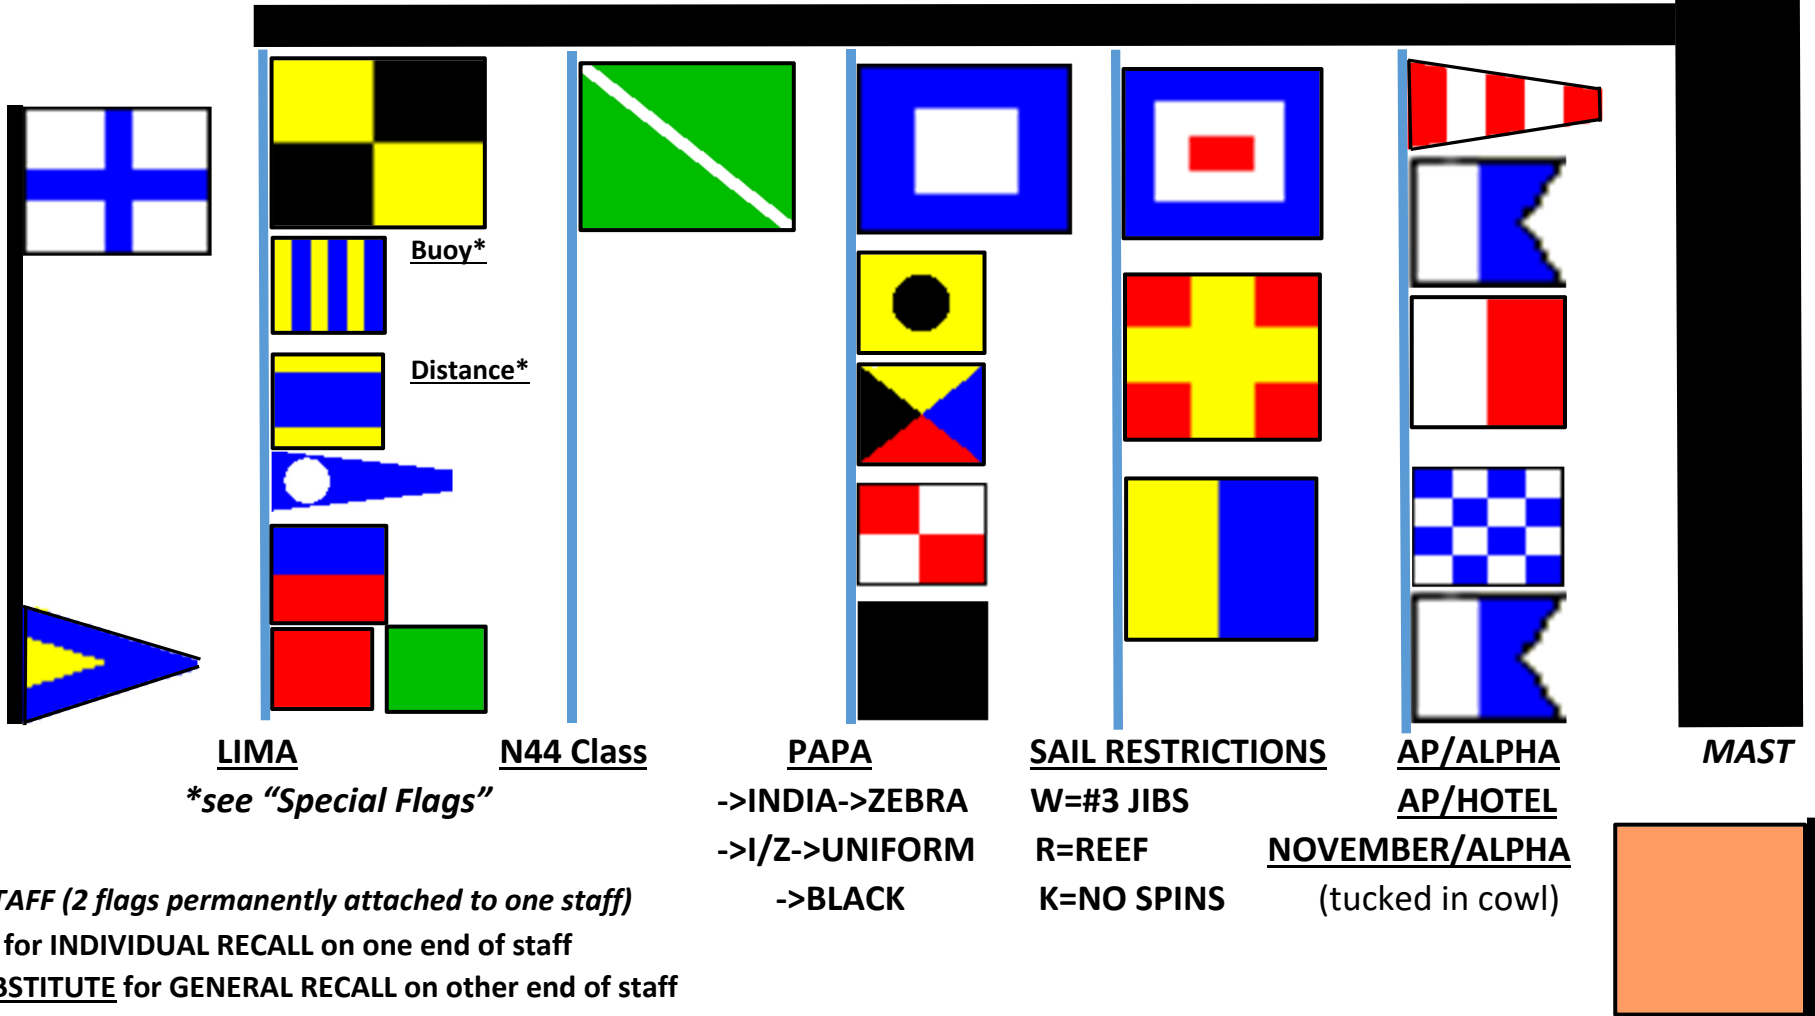 Buoy*
Distance*
LIMA
N44 Class
PAPA
SAIL RESTRICTIONS
AP/ALPHA
MAST
*see “Special Flags”
->INDIA->ZEBRA
W=#3 JIBS
AP/HOTEL
->I/Z->UNIFORM
R=REEF
NOVEMBER/ALPHA
->BLACK
K=NO SPINS
(tucked in cowl)
TAFF (2 flags permanently attached to one staff)
for INDIVIDUAL RECALL on one end of staff
BSTITUTE for GENERAL RECALL on other end of staff